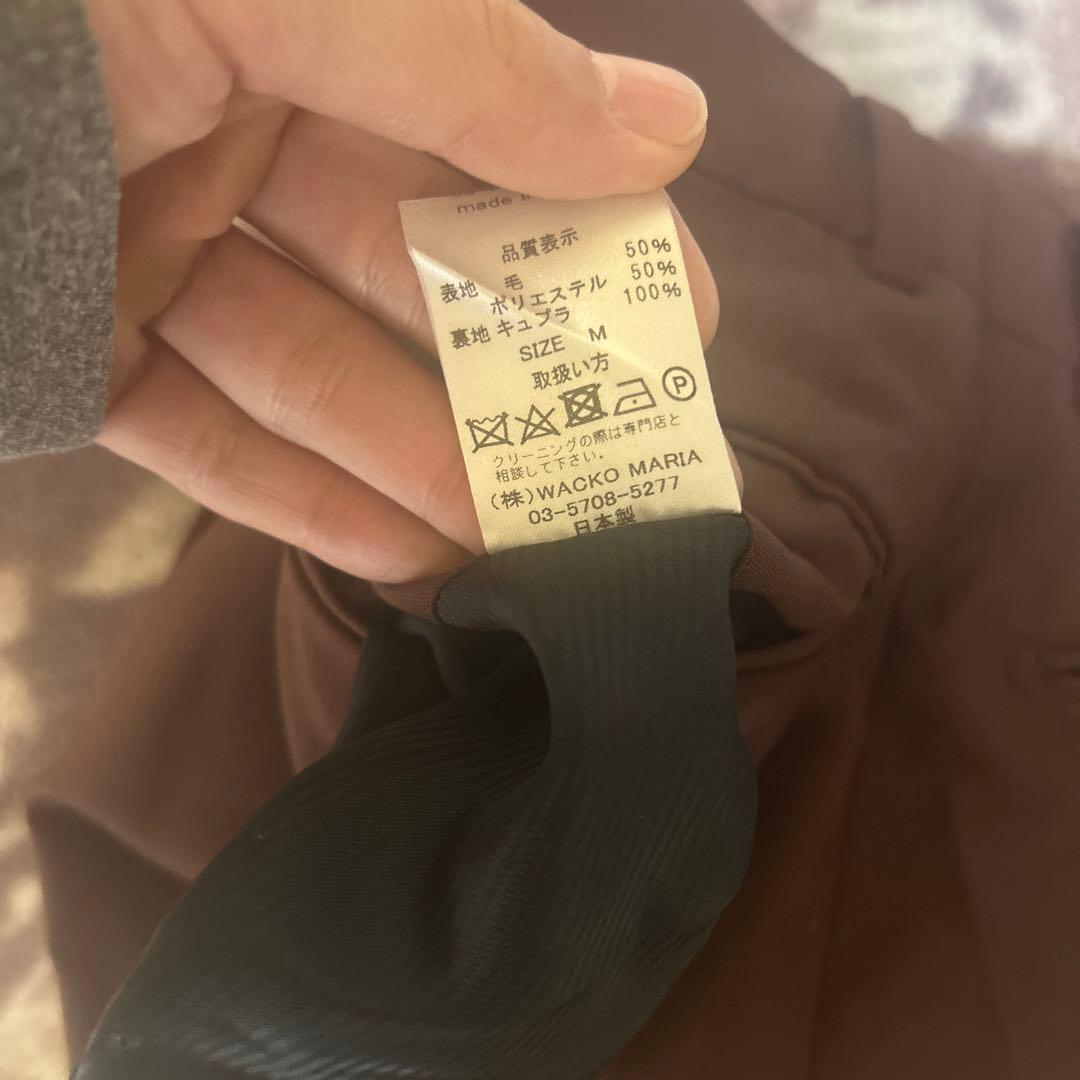 made in
品質表示
表地 毛 50%
ポリエステル 50%
裏地 キュプラ 100%
SIZE M
取扱い方
P
クリーニングの際は専門店と
相談して下さい。
(株)WACKO MARIA
03-5708-5277
日本製